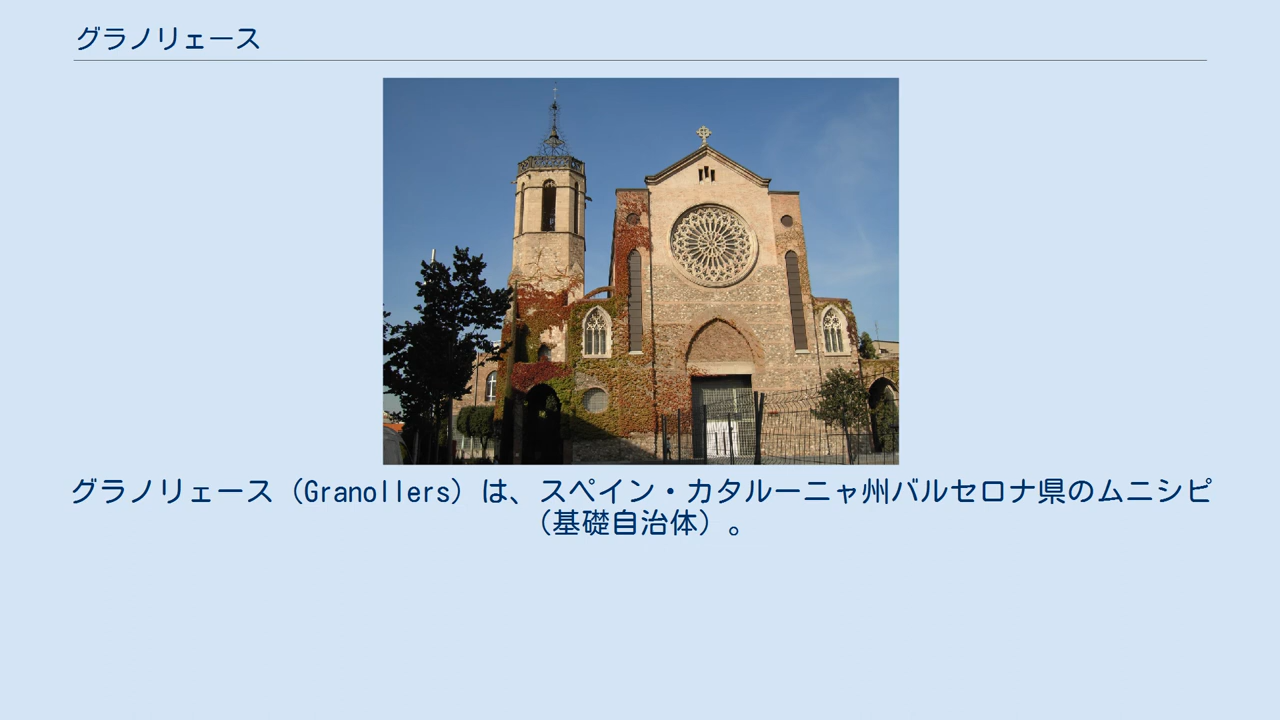 グラノリェース
グラノリェース（Granollers）は、スペイン・カタルーニャ州バルセロナ県のムニシピ
（基礎自治体）。